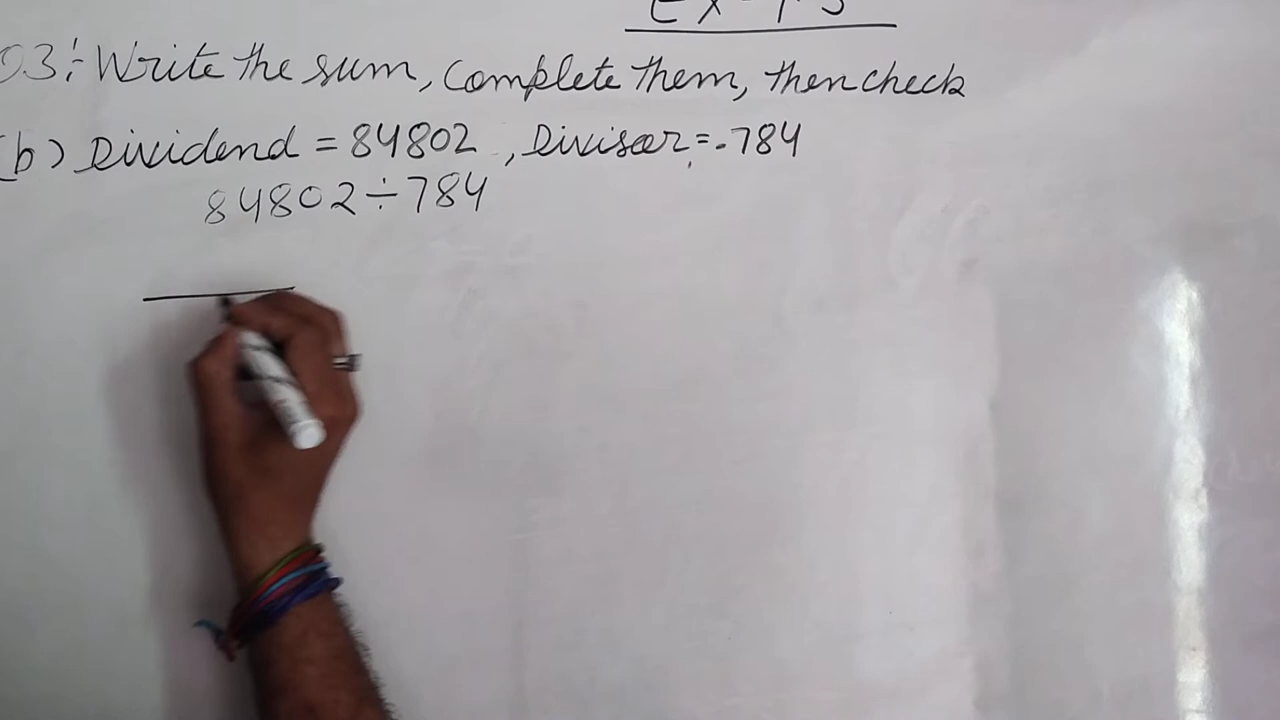 Q3:- Write the sum, complete them, then check
(b) Dividend = 84802 , Divisor = 784
84802 ÷ 784